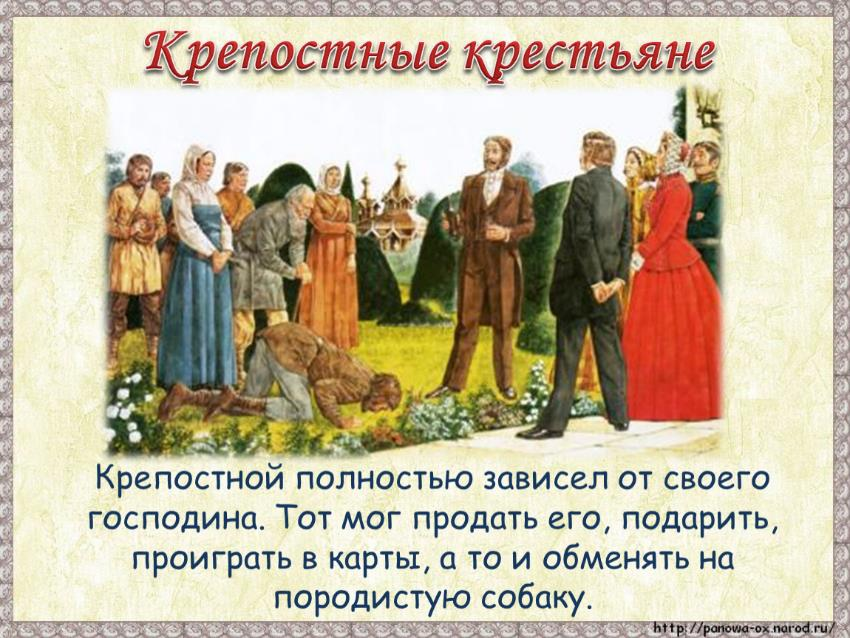 Крепостные крестьяне
Крепостной полностью зависел от своего
господина. Тот мог продать его, подарить,
проиграть в карты, а то и обменять на
породистую собаку.
http://panowa-ox.narod.ru/